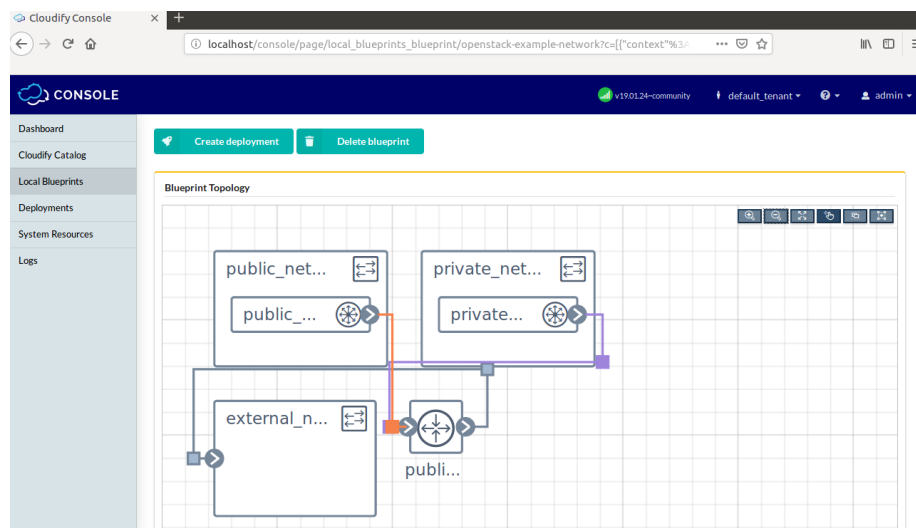 Cloudify Console
localhost/console/page/local_blueprints_blueprint/openstack-example-network?c=[{"context"%3A
CONSOLE
v19.01.24~community
default_tenant
admin
Dashboard
Cloudify Catalog
Local Blueprints
Deployments
System Resources
Logs
Create deployment
Delete blueprint
Blueprint Topology
public_net...
private_net...
public_...
private...
external_n...
publi...